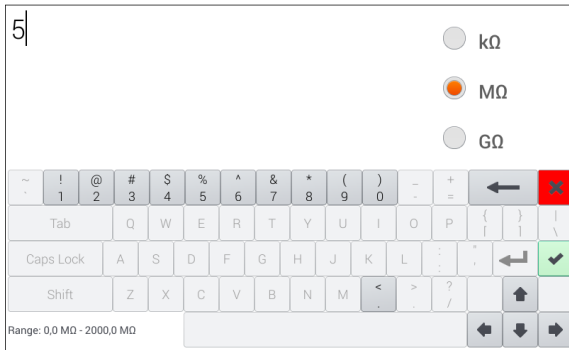 5
kΩ
MΩ
GΩ
~ ! @ # $ % ^ & * ( ) _ +
` 1 2 3 4 5 6 7 8 9 0 - =
Tab Q W E R T Y U I O P { } |
[ ] \
Caps Lock A S D F G H J K L : "
; '
Shift Z X C V B N M < > ?
. /
Range: 0,0 MΩ - 2000,0 MΩ